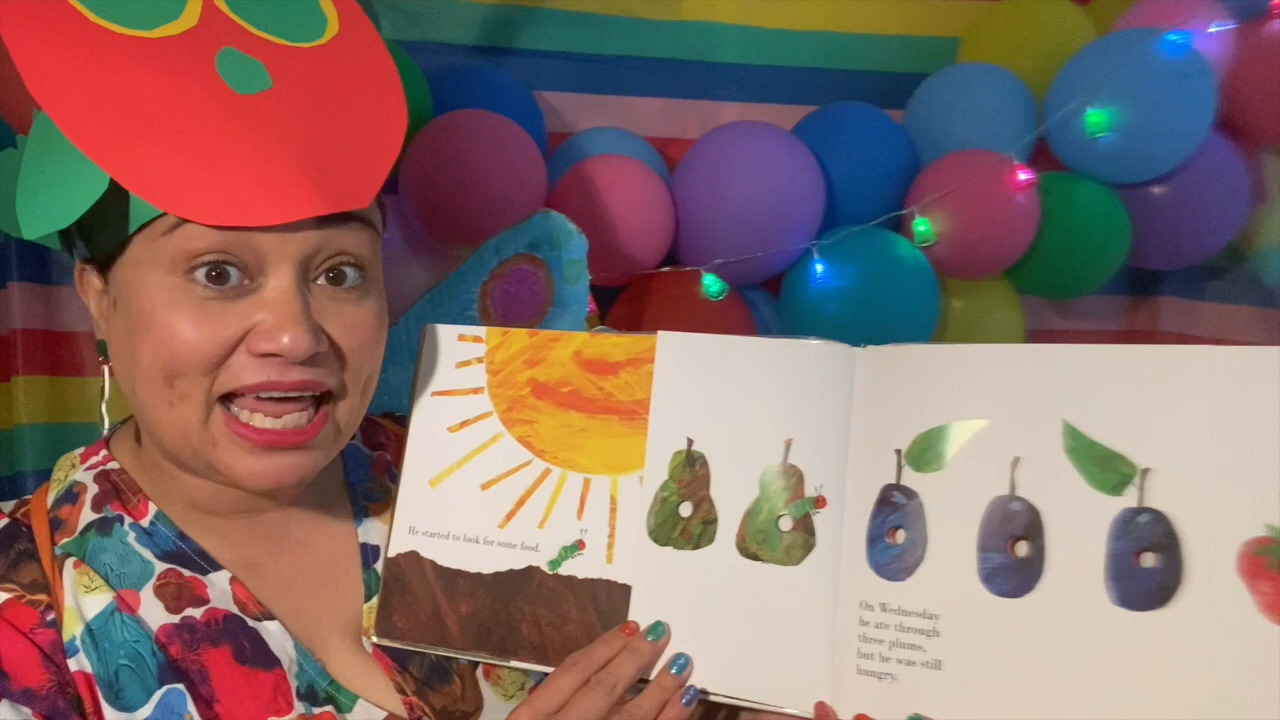 He started to look for some food.
On Wednesday
he ate through
three plums,
but he was still
hungry.